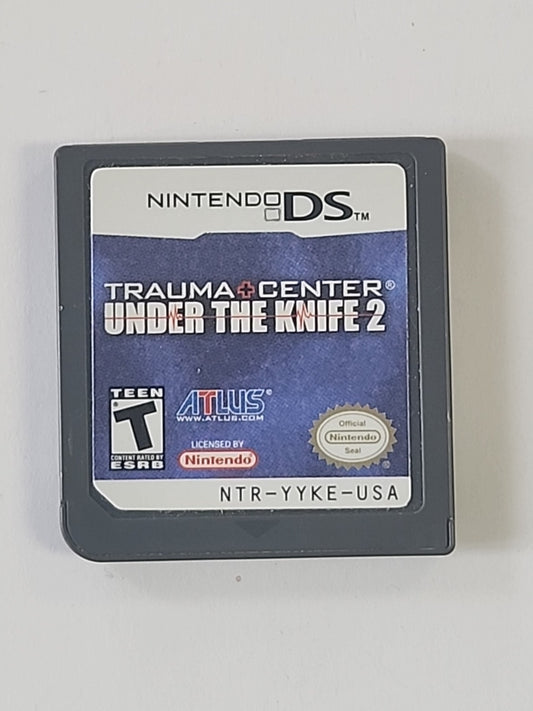 NINTENDO DS™
TRAUMA CENTER®
UNDER THE KNIFE 2
TEEN
T
CONTENT RATED BY
ESRB
ATLUS®
WWW.ATLUS.COM
LICENSED BY
Nintendo
Official
Nintendo
Seal
®
NTR-YYKE-USA